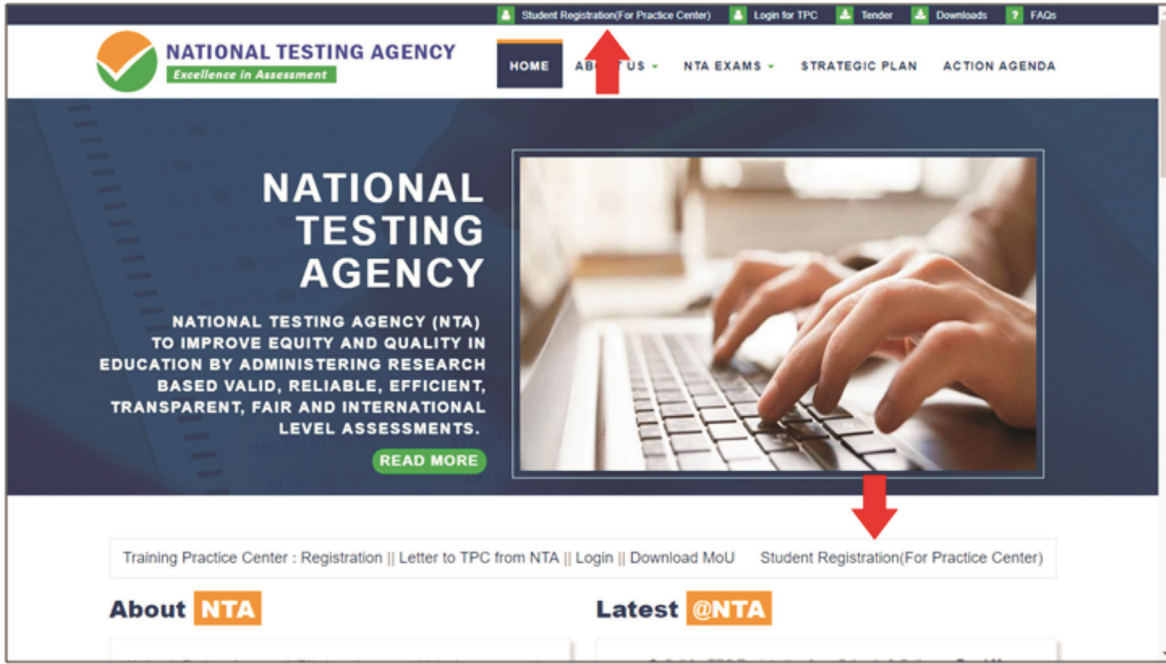 Student Registration(For Practice Center) Login for TPC Tender Downloads ? FAQs
NATIONAL TESTING AGENCY
Excellence in Assessment
HOME ABOUT US NTA EXAMS STRATEGIC PLAN ACTION AGENDA
NATIONAL
TESTING
AGENCY
NATIONAL TESTING AGENCY (NTA)
TO IMPROVE EQUITY AND QUALITY IN
EDUCATION BY ADMINISTERING RESEARCH
BASED VALID, RELIABLE, EFFICIENT,
TRANSPARENT, FAIR AND INTERNATIONAL
LEVEL ASSESSMENTS.
READ MORE
Training Practice Center : Registration || Letter to TPC from NTA || Login || Download MoU Student Registration(For Practice Center)
About NTA
Latest @NTA